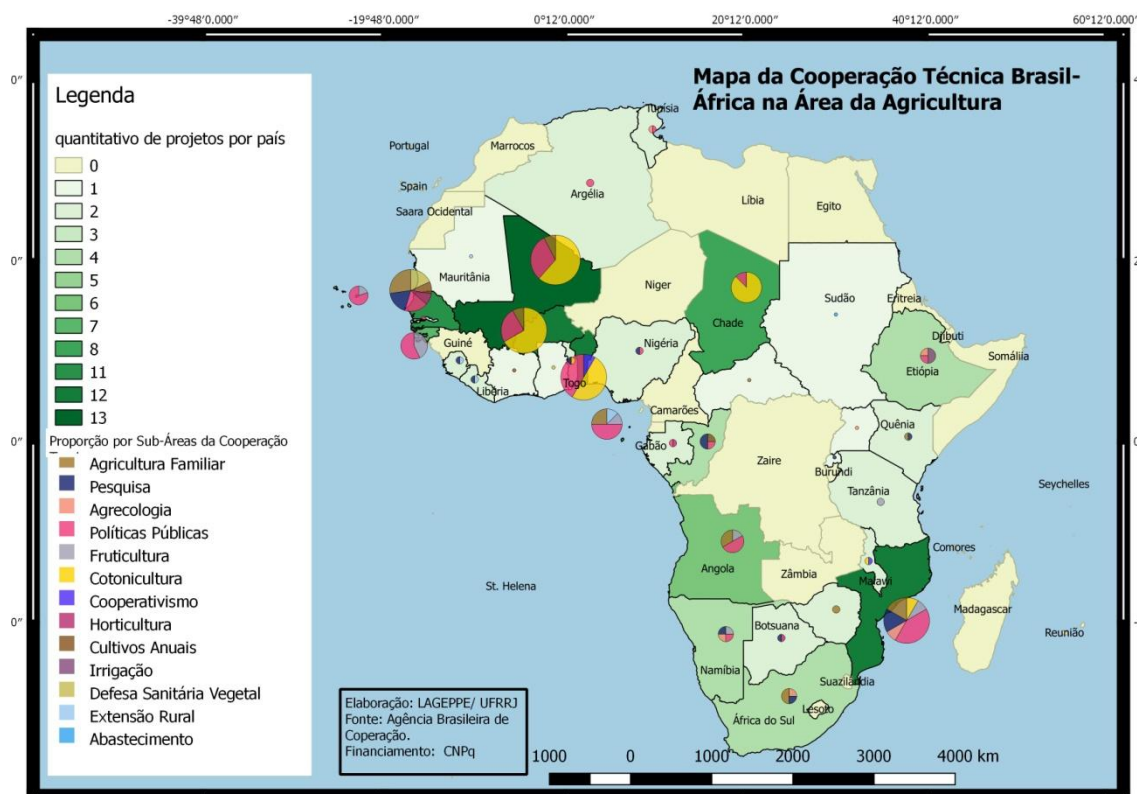 -39°48'0.000"
-19°48'0.000"
0°12'0.000"
20°12'0.000"
40°12'0.000"
60°12'0.000"
Mapa da Cooperação Técnica Brasil-
África na Área da Agricultura
Legenda
quantitativo de projetos por país
0
1
2
3
4
5
6
7
8
11
12
13
Proporção por Sub-Áreas da Cooperação
Agricultura Familiar
Pesquisa
Agrecologia
Políticas Públicas
Fruticultura
Cotonicultura
Cooperativismo
Horticultura
Cultivos Anuais
Irrigação
Defesa Sanitária Vegetal
Extensão Rural
Abastecimento
Portugal
Spain
Saara Ocidental
Marrocos
Tunísia
Argélia
Líbia
Egito
Mauritânia
Niger
Chade
Sudão
Eritreia
Djibuti
Etiópia
Somáliia
Guiné
Libéria
Togo
Nigéria
Camarões
Gabão
Zaire
Quênia
Burundi
Tanzânia
Seychelles
Comores
Angola
Zâmbia
Malawi
Madagascar
Reunião
St. Helena
Namíbia
Botsuana
Suazilândia
Lesoto
África do Sul
Elaboração: LAGEPPE/ UFRRJ
Fonte: Agência Brasileira de
Coperação.
Financiamento: CNPq
1000
0
1000
2000
3000
4000 km
0"
0"
0"
0"